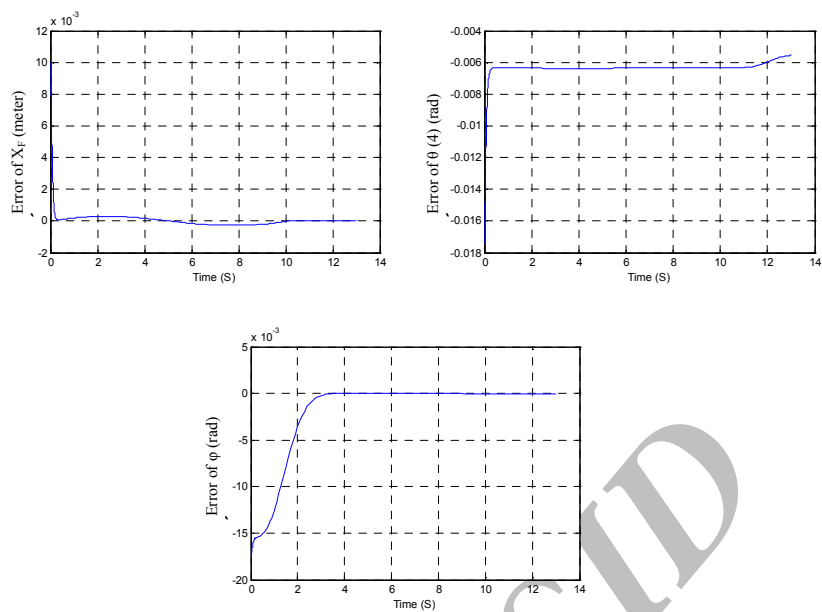 x 10⁻³
12
10
8
6
4
2
0
-2
0 2 4 6 8 10 12 14
Time (S)
Error of X_F (meter)
-0.004
-0.006
-0.008
-0.01
-0.012
-0.014
-0.016
-0.018
0 2 4 6 8 10 12 14
Time (S)
Error of θ (4) (rad)
x 10⁻³
5
0
-5
-10
-15
-20
0 2 4 6 8 10 12 14
Time (S)
Error of φ (rad)
SID